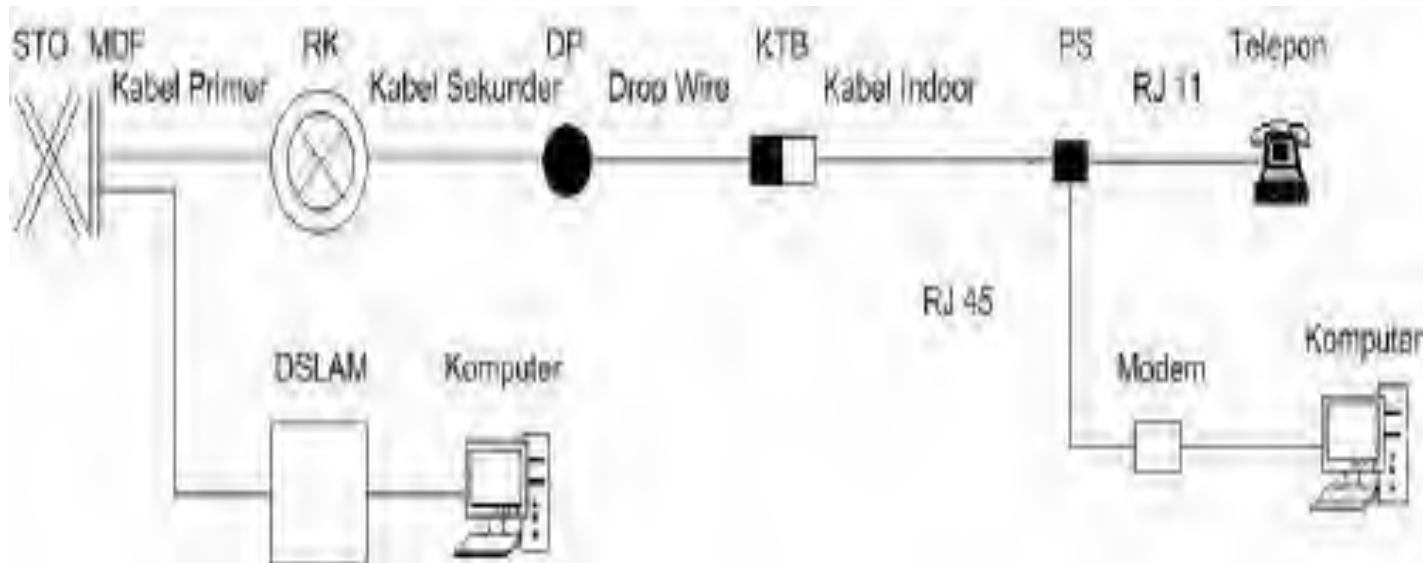 STO MDF RK DP KTB PS Telepon
Kabel Primer Kabel Sekunder Drop Wire Kabel Indoor RJ 11
RJ 45
Komputer
DSLAM Komputer Modem